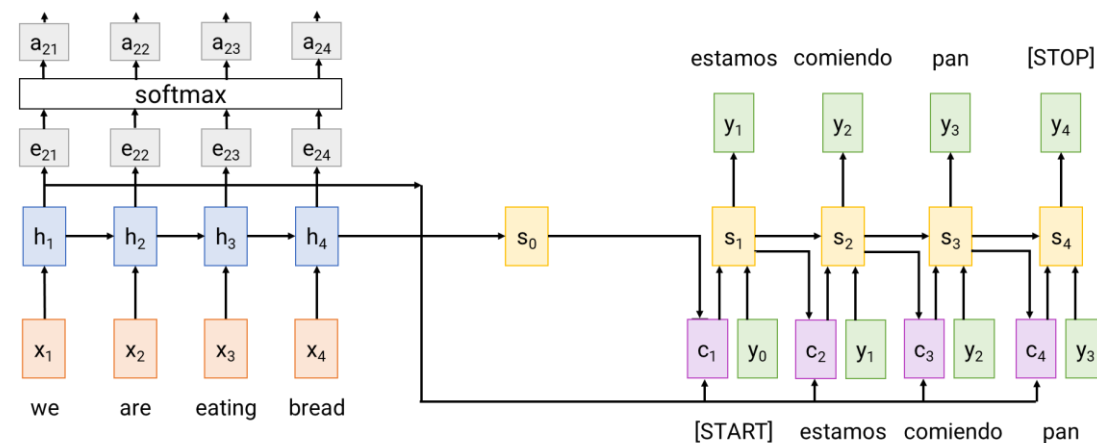 a21 a22 a23 a24
softmax
e21 e22 e23 e24
h1 h2 h3 h4
x1 x2 x3 x4
we are eating bread
s0
estamos comiendo pan [STOP]
y1 y2 y3 y4
s1 s2 s3 s4
c1 y0 c2 y1 c3 y2 c4 y3
[START] estamos comiendo pan